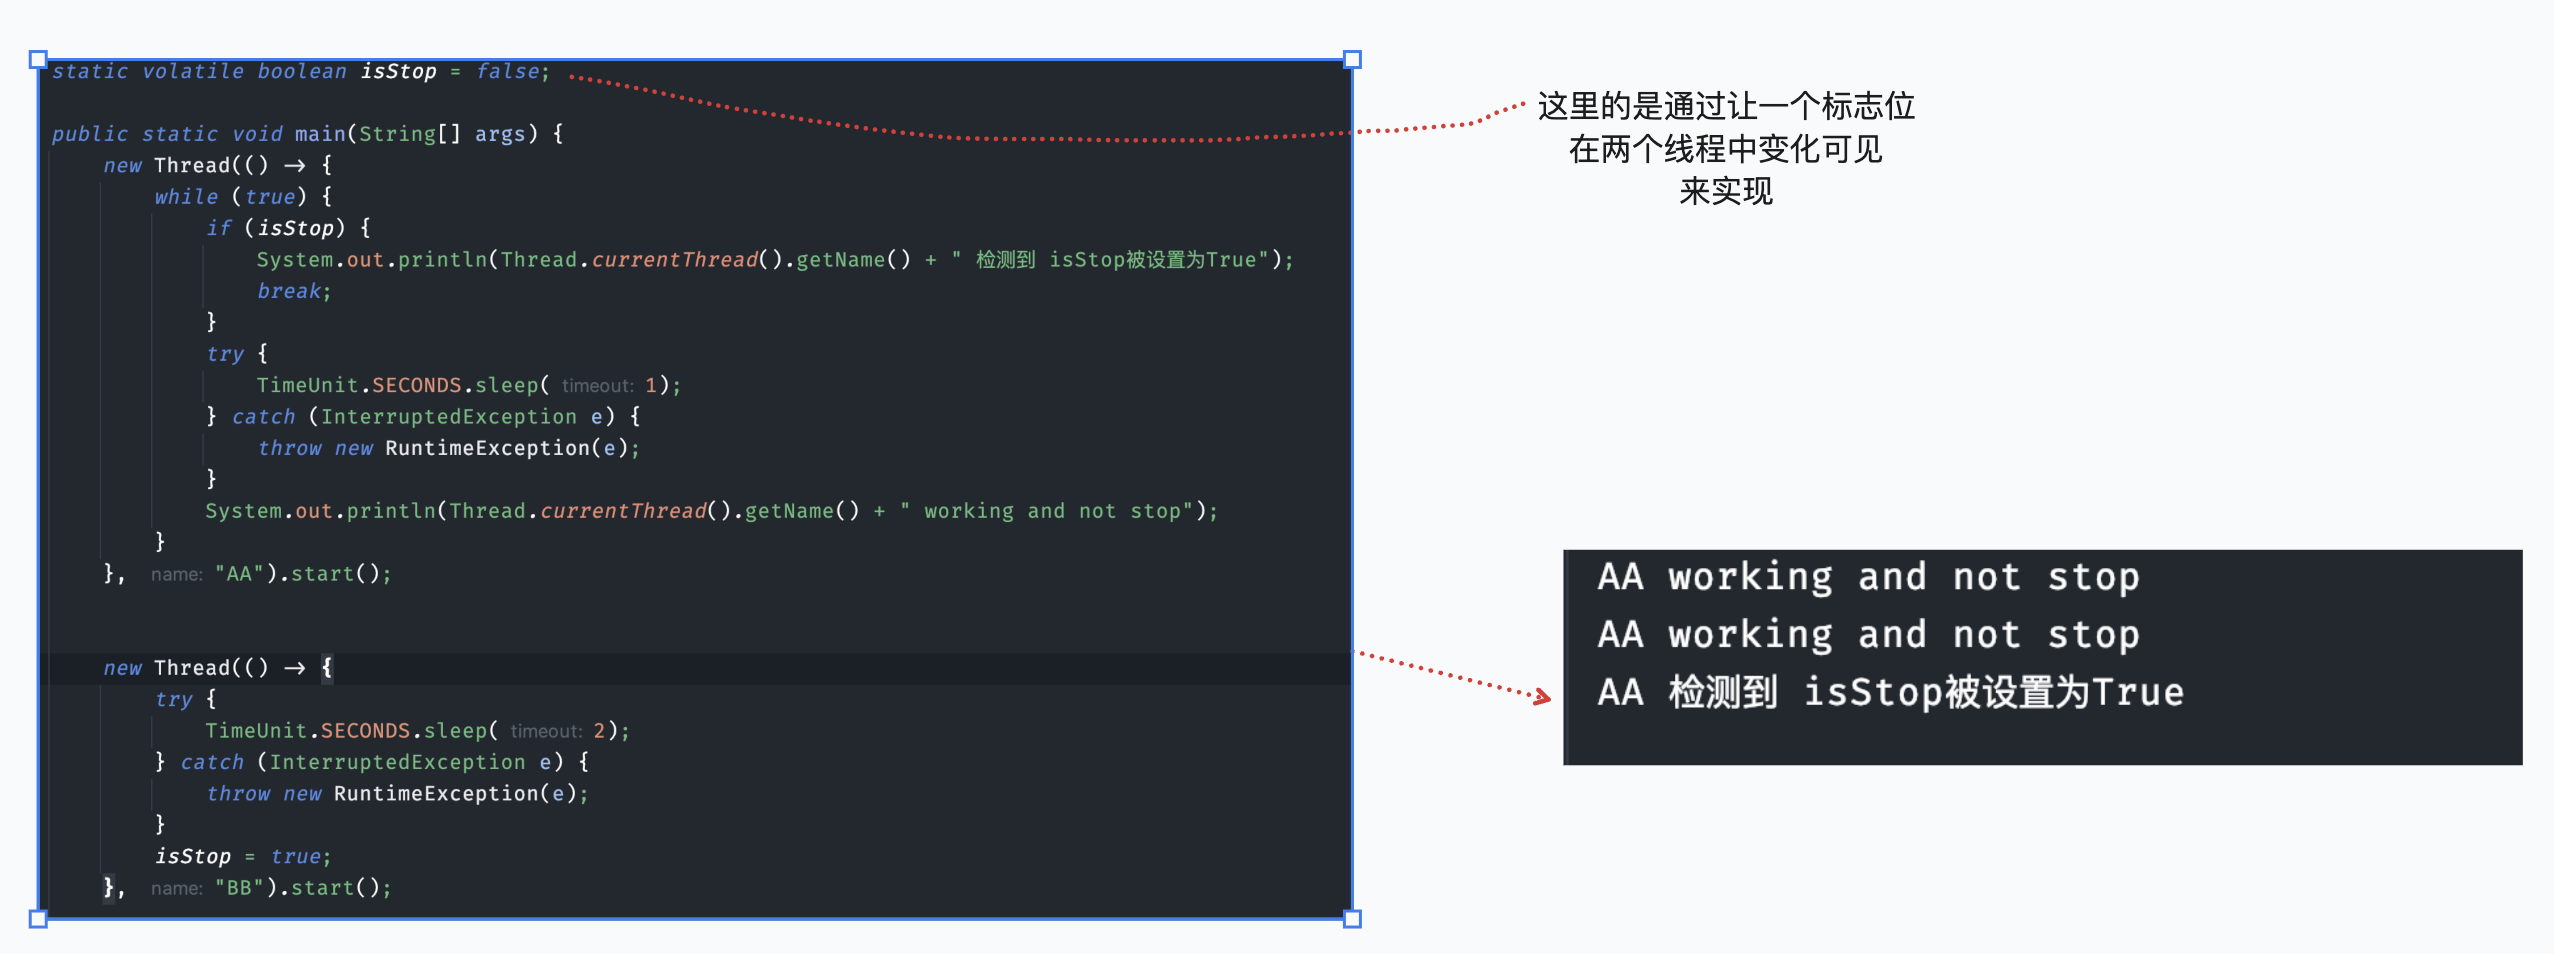 static volatile boolean isStop = false;
public static void main(String[] args) {
new Thread(() → {
while (true) {
if (isStop) {
System.out.println(Thread.currentThread().getName() + " 检测到 isStop被设置为True");
break;
}
try {
TimeUnit.SECONDS.sleep( timeout: 1);
} catch (InterruptedException e) {
throw new RuntimeException(e);
}
System.out.println(Thread.currentThread().getName() + " working and not stop");
}
}, name: "AA").start();
new Thread(() → {
try {
TimeUnit.SECONDS.sleep( timeout: 2);
} catch (InterruptedException e) {
throw new RuntimeException(e);
}
isStop = true;
}, name: "BB").start();
这里的是通过让一个标志位
在两个线程中变化可见
来实现
AA working and not stop
AA working and not stop
AA 检测到 isStop被设置为True